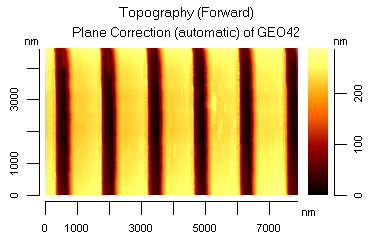 Topography (Forward)
Plane Correction (automatic) of GEO42
nm
nm
3000
1000
0
200
100
0
0 1000 3000 5000 7000
nm